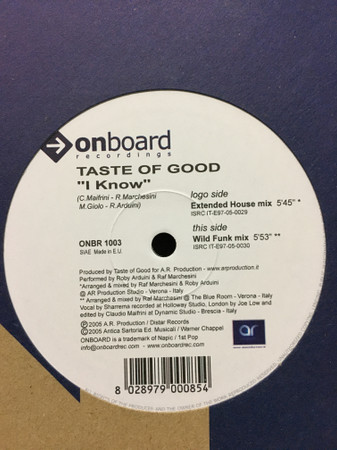 onboard
recordings
TASTE OF GOOD
"I Know"
(C.Malfrini - R.Marchesini
M.Giolo - R.Arduini)
logo side
Extended House mix 5'45" *
ISRC IT-E97-05-0029
this side
Wild Funk mix 5'53" **
ISRC IT-E97-05-0030
ONBR 1003
SIAE Made in E.U.
Produced by Taste of Good for A.R. Production - www.arproduction.it
Performed by Roby Arduini and Raf Marchesini
*Arranged & mixed by Raf Marchesini & Roby Arduini
@ AR Production Studio - Verona - Italy
** Arranged & mixed by Raf Marchesini @ The Blue Room - Verona - Italy
Vocal by Sharrema recorded at Holloway Studio, London by Joe Low and
edited by Claudio Malfrini at Dynamic Studio - Brescia - Italy
℗ 2005 A.R. Production / Distar Records
© 2005 Antica Sartoria Ed. Musicali / Warner Chappel
ONBOARD is a trademark of Napic / 1st Pop
info@onboardrec.com - www.onboardrec.com
ar
8 028979 000854